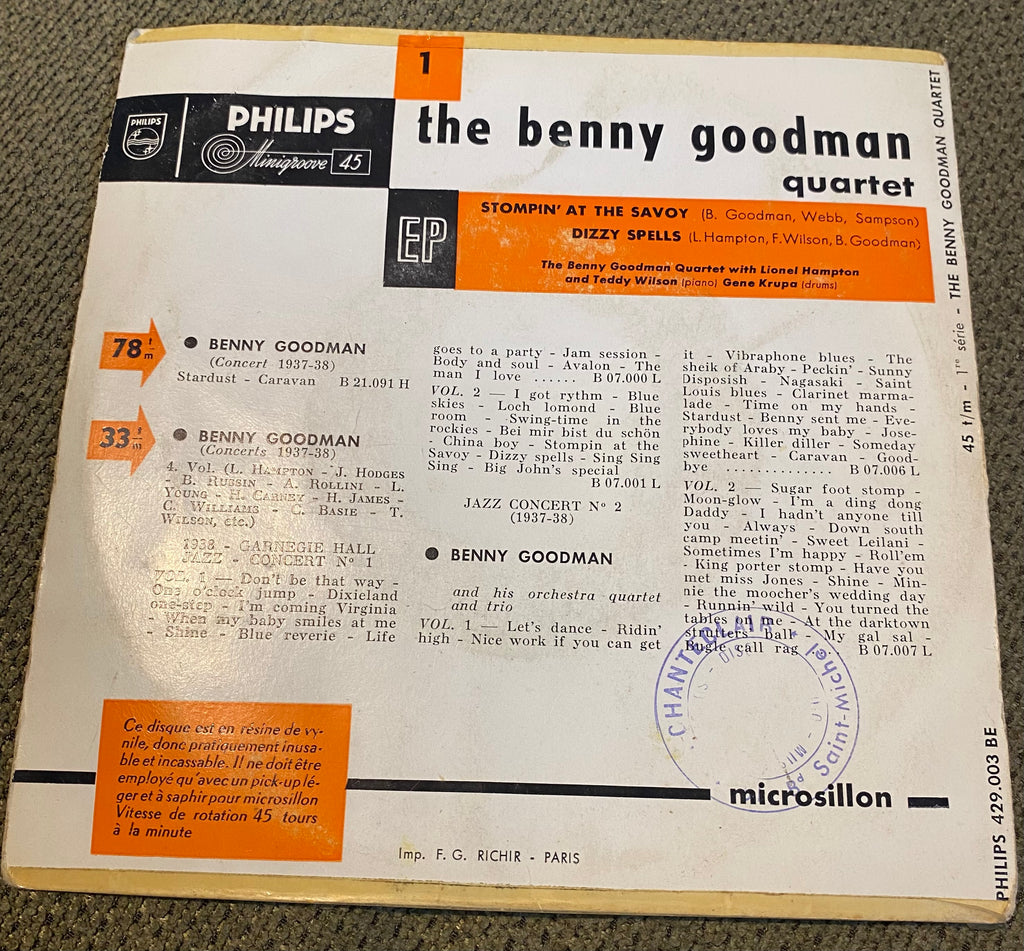 1
PHILIPS
PHILIPS
Minigroove 45
the benny goodman
quartet
EP
STOMPIN' AT THE SAVOY (B. Goodman, Webb, Sampson)
DIZZY SPELLS (L. Hampton, F. Wilson, B. Goodman)
The Benny Goodman Quartet with Lionel Hampton
and Teddy Wilson (piano) Gene Krupa (drums)
78 t/m
● BENNY GOODMAN
(Concert 1937-38)
Stardust - Caravan B 21.091 H
33 t/m
● BENNY GOODMAN
(Concerts 1937-38)
4. Vol. (L. HAMPTON - J. HODGES
- B. RUSSIN - A. ROLLINI - L.
YOUNG - H. CARNEY - H. JAMES -
C. WILLIAMS - C. BASIE - T.
WILSON, etc.)
1938 - CARNEGIE HALL
JAZZ - CONCERT N° 1
VOL. 1 — Don't be that way -
One o'clock jump - Dixieland
one-step - I'm coming Virginia
- When my baby smiles at me
- Shine - Blue reverie - Life
goes to a party - Jam session -
Body and soul - Avalon - The
man I love ...... B 07.000 L
VOL. 2 — I got rythm - Blue
skies - Loch lomond - Blue
room - Swing-time in the
rockies - Bei mir bist du schön
- China boy - Stompin at the
Savoy - Dizzy spells - Sing Sing
Sing - Big John's special
B 07.001 L
JAZZ CONCERT N° 2
(1937-38)
● BENNY GOODMAN
and his orchestra quartet
and trio
VOL. 1 — Let's dance - Ridin'
high - Nice work if you can get
it - Vibraphone blues - The
sheik of Araby - Peckin' - Sunny
Disposish - Nagasaki - Saint
Louis blues - Clarinet marma-
lade - Time on my hands -
Stardust - Benny sent me - Eve-
rybody loves my baby - Jose-
phine - Killer diller - Someday
sweetheart - Caravan - Good-
bye .............. B 07.006 L
VOL. 2 — Sugar foot stomp -
Moon-glow - I'm a ding dong
Daddy - I hadn't anyone till
you - Always - Down south
camp meetin' - Sweet Leilani -
Sometimes I'm happy - Roll'em
- King porter stomp - Have you
met miss Jones - Shine - Min-
nie the moocher's wedding day
- Runnin' wild - You turned the
tables on me - At the darktown
strutters' ball - My gal sal -
Bugle call rag ... B 07.007 L
CHANTECLAIR
Saint-Michel
Ce disque est en résine de vy-
nile, donc pratiquement inusa-
ble et incassable. Il ne doit être
employé qu'avec un pick-up lé-
ger et à saphir pour microsillon
Vitesse de rotation 45 tours
à la minute
microsillon
Imp. F. G. RICHIR - PARIS
45 t/m - 1re série - THE BENNY GOODMAN QUARTET
PHILIPS 429.003 BE